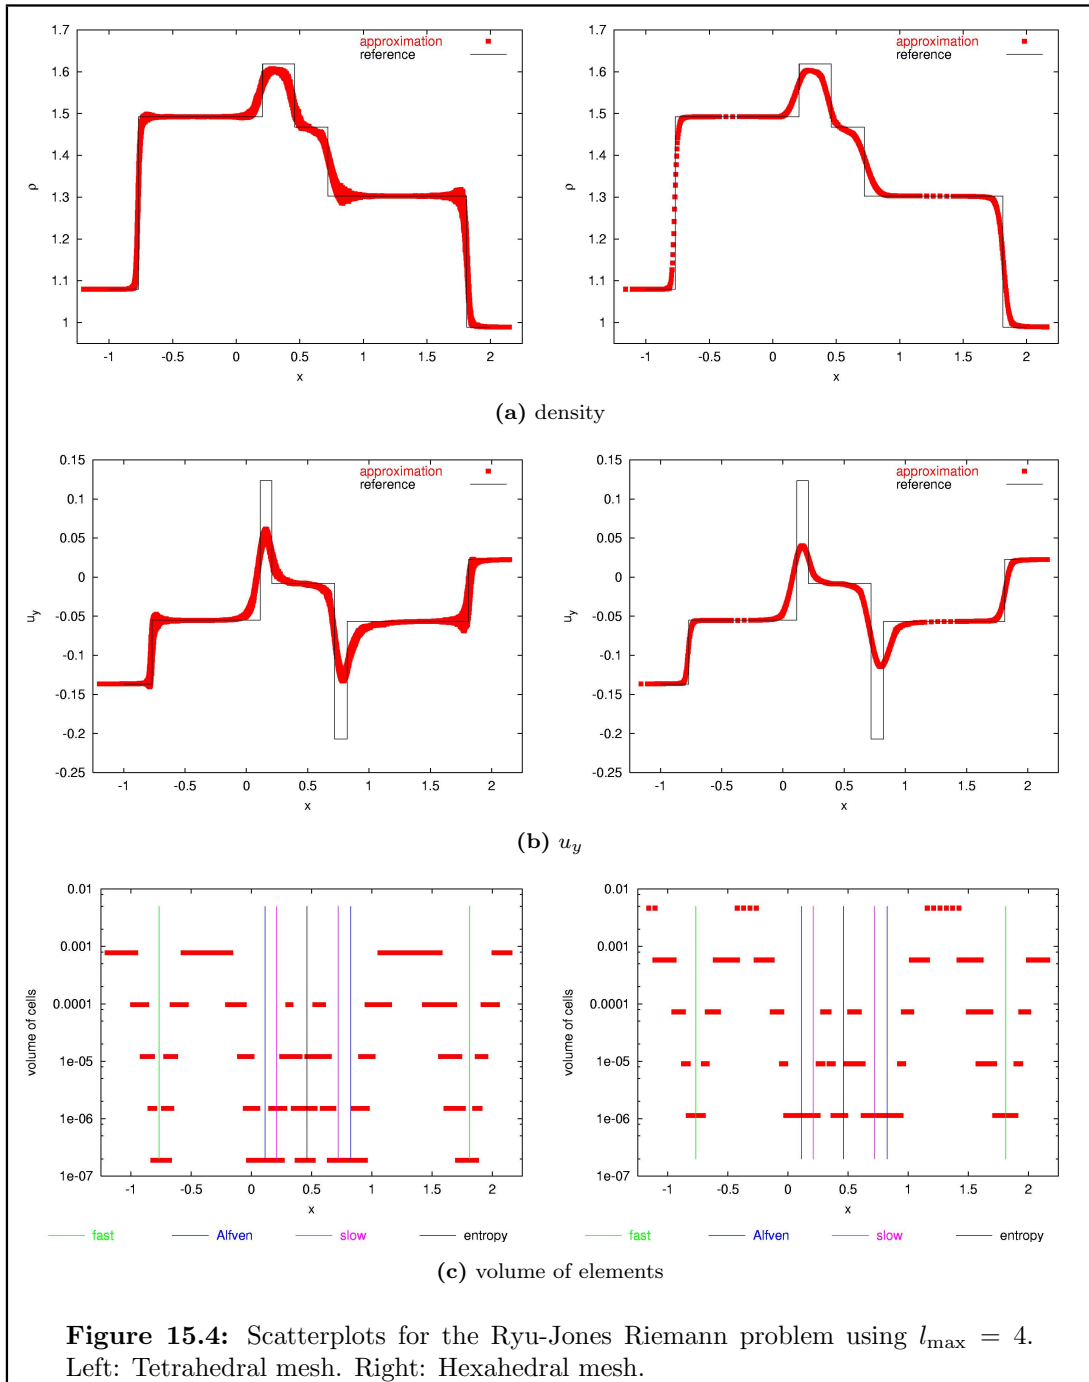 1.7
1.6
1.5
1.4
1.3
1.2
1.1
1
ρ
approximation
reference
-1 -0.5 0 0.5 1 1.5 2
x
1.7
1.6
1.5
1.4
1.3
1.2
1.1
1
ρ
approximation
reference
-1 -0.5 0 0.5 1 1.5 2
x
(a) density
0.15
0.1
0.05
0
-0.05
-0.1
-0.15
-0.2
-0.25
u_y
approximation
reference
-1 -0.5 0 0.5 1 1.5 2
x
0.15
0.1
0.05
0
-0.05
-0.1
-0.15
-0.2
-0.25
u_y
approximation
reference
-1 -0.5 0 0.5 1 1.5 2
x
(b) u_y
0.01
0.001
0.0001
1e-05
1e-06
1e-07
volume of cells
-1 -0.5 0 0.5 1 1.5 2
x
fast Alfven slow entropy
0.01
0.001
0.0001
1e-05
1e-06
1e-07
volume of cells
-1 -0.5 0 0.5 1 1.5 2
x
fast Alfven slow entropy
(c) volume of elements
Figure 15.4: Scatterplots for the Ryu-Jones Riemann problem using l_max = 4.
Left: Tetrahedral mesh. Right: Hexahedral mesh.